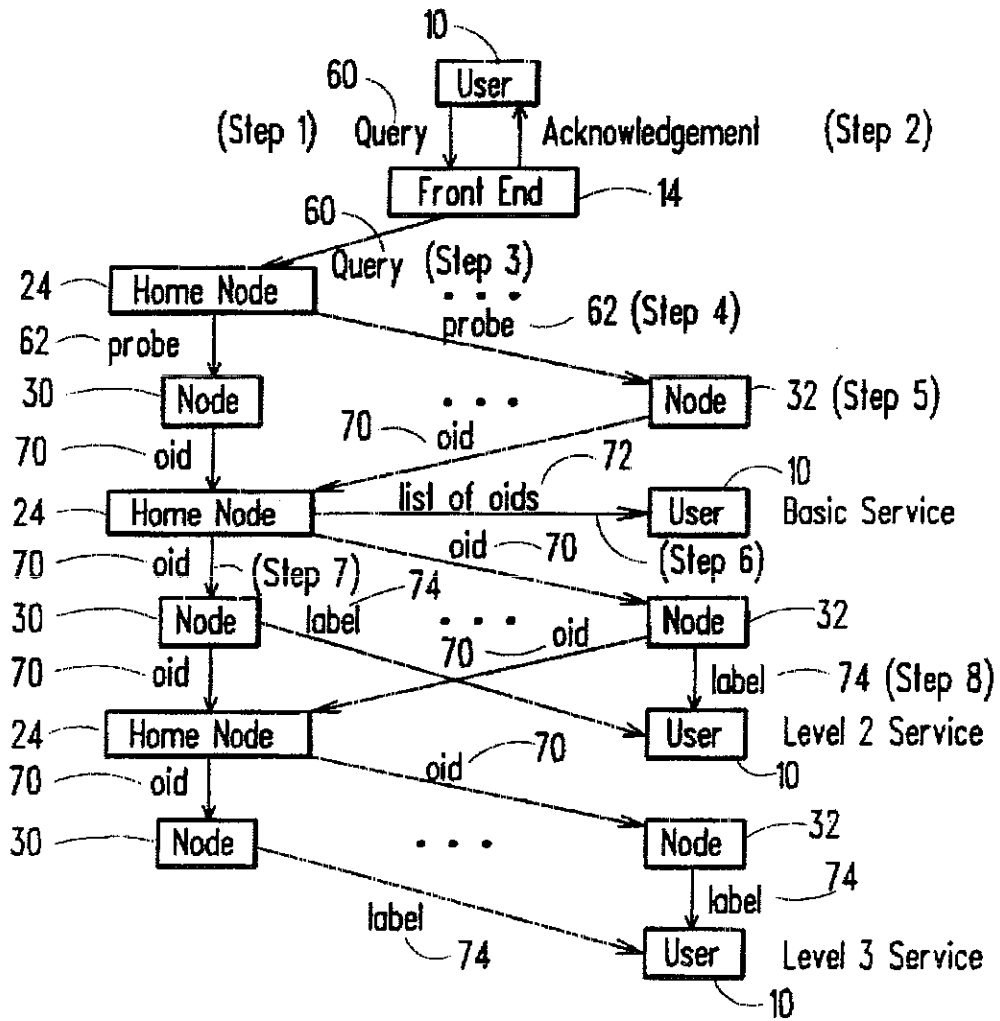 10
60
User
(Step 1) Query Acknowledgement (Step 2)
Front End 14
60
Query (Step 3)
24 Home Node
62 probe probe 62 (Step 4)
30 Node Node 32 (Step 5)
70 oid 70 oid
72
10
24 Home Node list of oids User Basic Service
70 oid (Step 7) oid 70 (Step 6)
74
30 Node label Node 32
70 oid 70 oid
label 74 (Step 8)
24 Home Node User Level 2 Service
70 oid oid 70 10
30 Node Node 32
label 74
label 74
User Level 3 Service
10